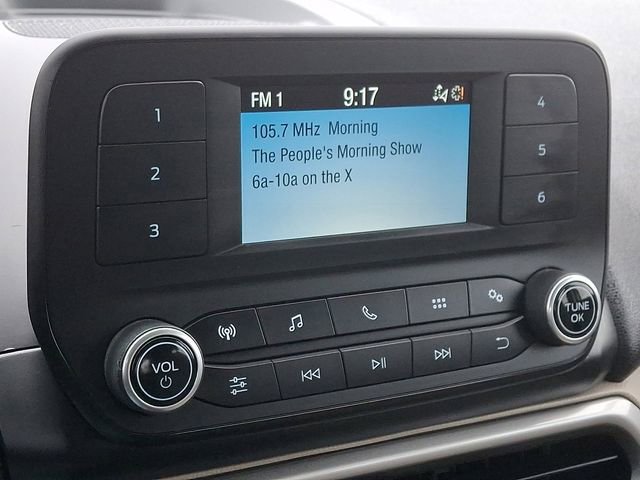 FM 1 9:17
105.7 MHz Morning
The People's Morning Show
6a-10a on the X
1
2
3
4
5
6
VOL
TUNE
OK